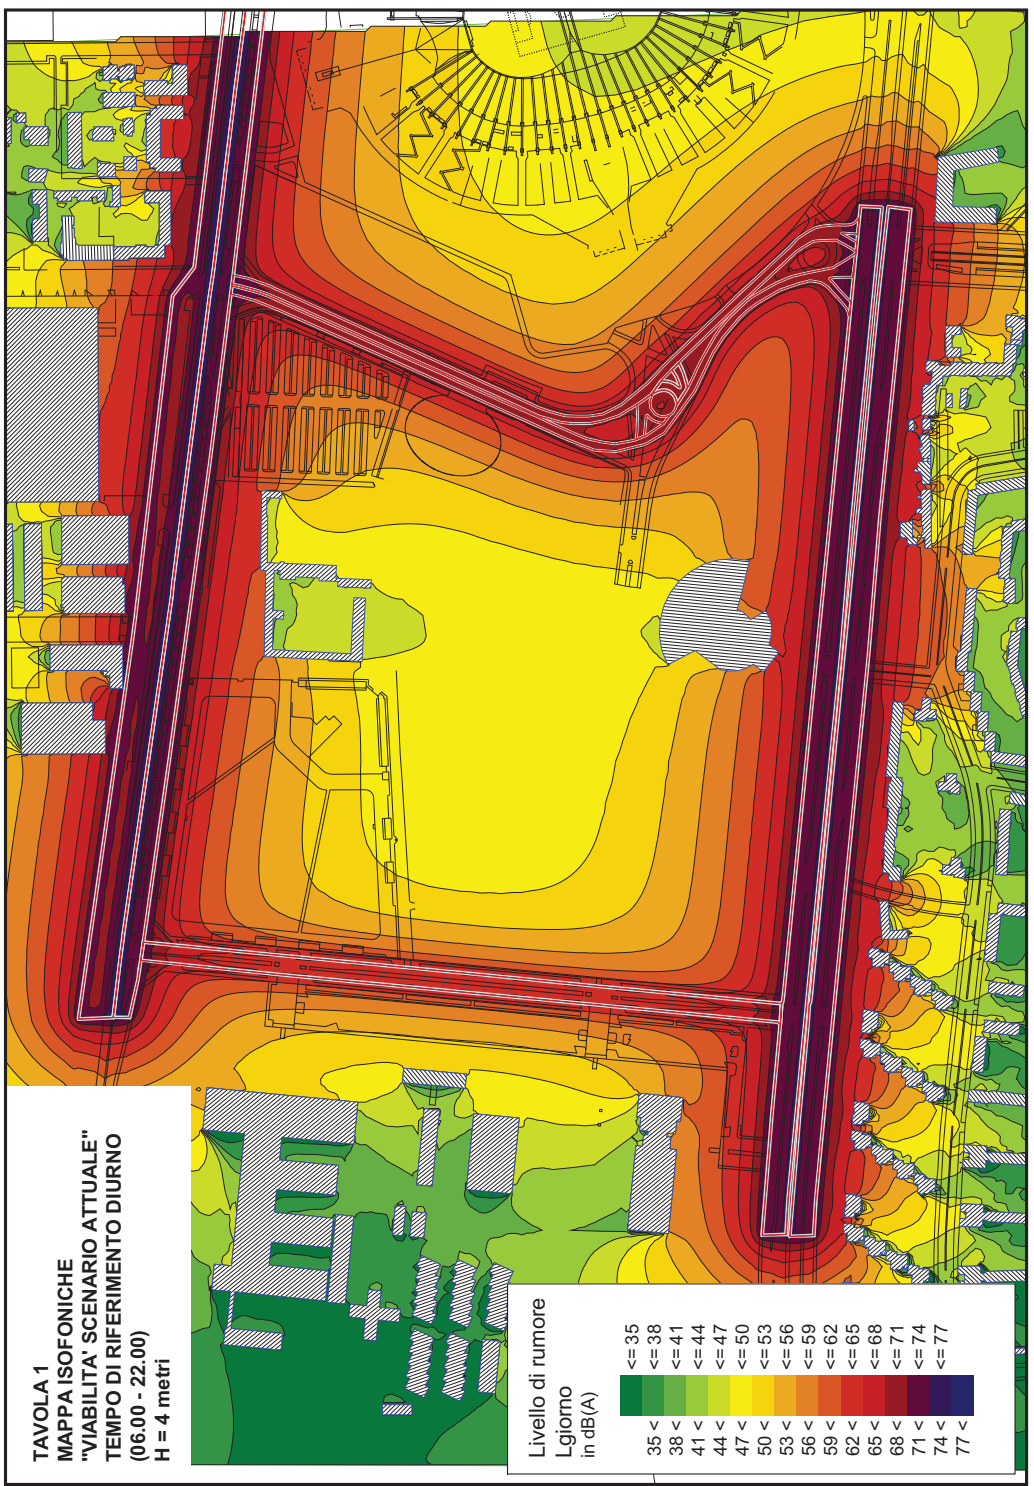 TAVOLA 1
MAPPA ISOFONICHE
"VIABILITA' SCENARIO ATTUALE"
TEMPO DI RIFERIMENTO DIURNO
(06.00 - 22.00)
H = 4 metri
Livello di rumore
Lgiorno
in dB(A)
<= 35
35 < <= 38
38 < <= 41
41 < <= 44
44 < <= 47
47 < <= 50
50 < <= 53
53 < <= 56
56 < <= 59
59 < <= 62
62 < <= 65
65 < <= 68
68 < <= 71
71 < <= 74
74 < <= 77
77 <